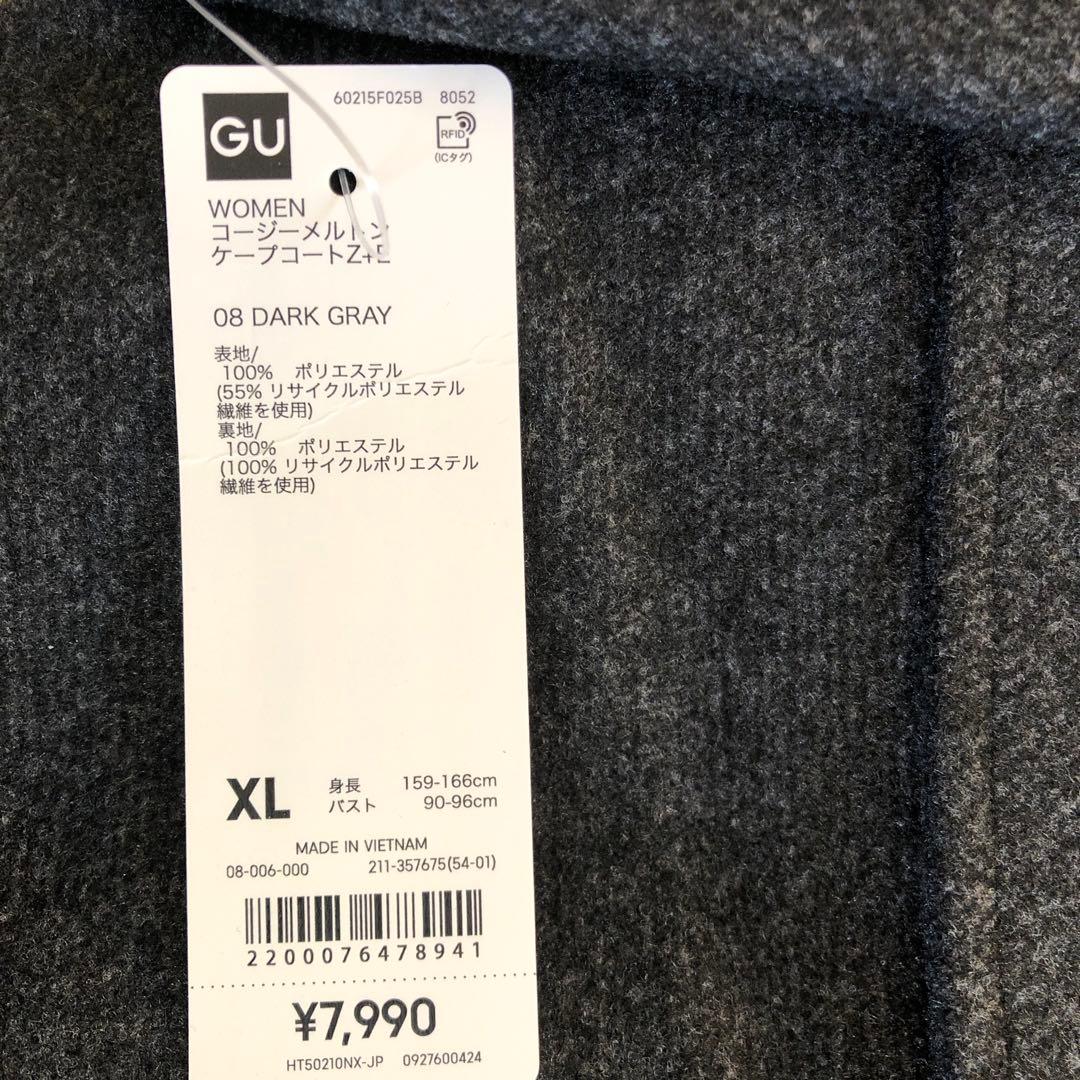 60215F025B 8052
GU
RFID
(ICタグ)
WOMEN
コージーメルトン
ケープコートZ+E
08 DARK GRAY
表地/
100% ポリエステル
(55% リサイクルポリエステル
繊維を使用)
裏地/
100% ポリエステル
(100% リサイクルポリエステル
繊維を使用)
XL 身長 159-166cm
バスト 90-96cm
MADE IN VIETNAM
08-006-000 211-357675(54-01)
2200076478941
¥7,990
HT50210NX-JP 0927600424